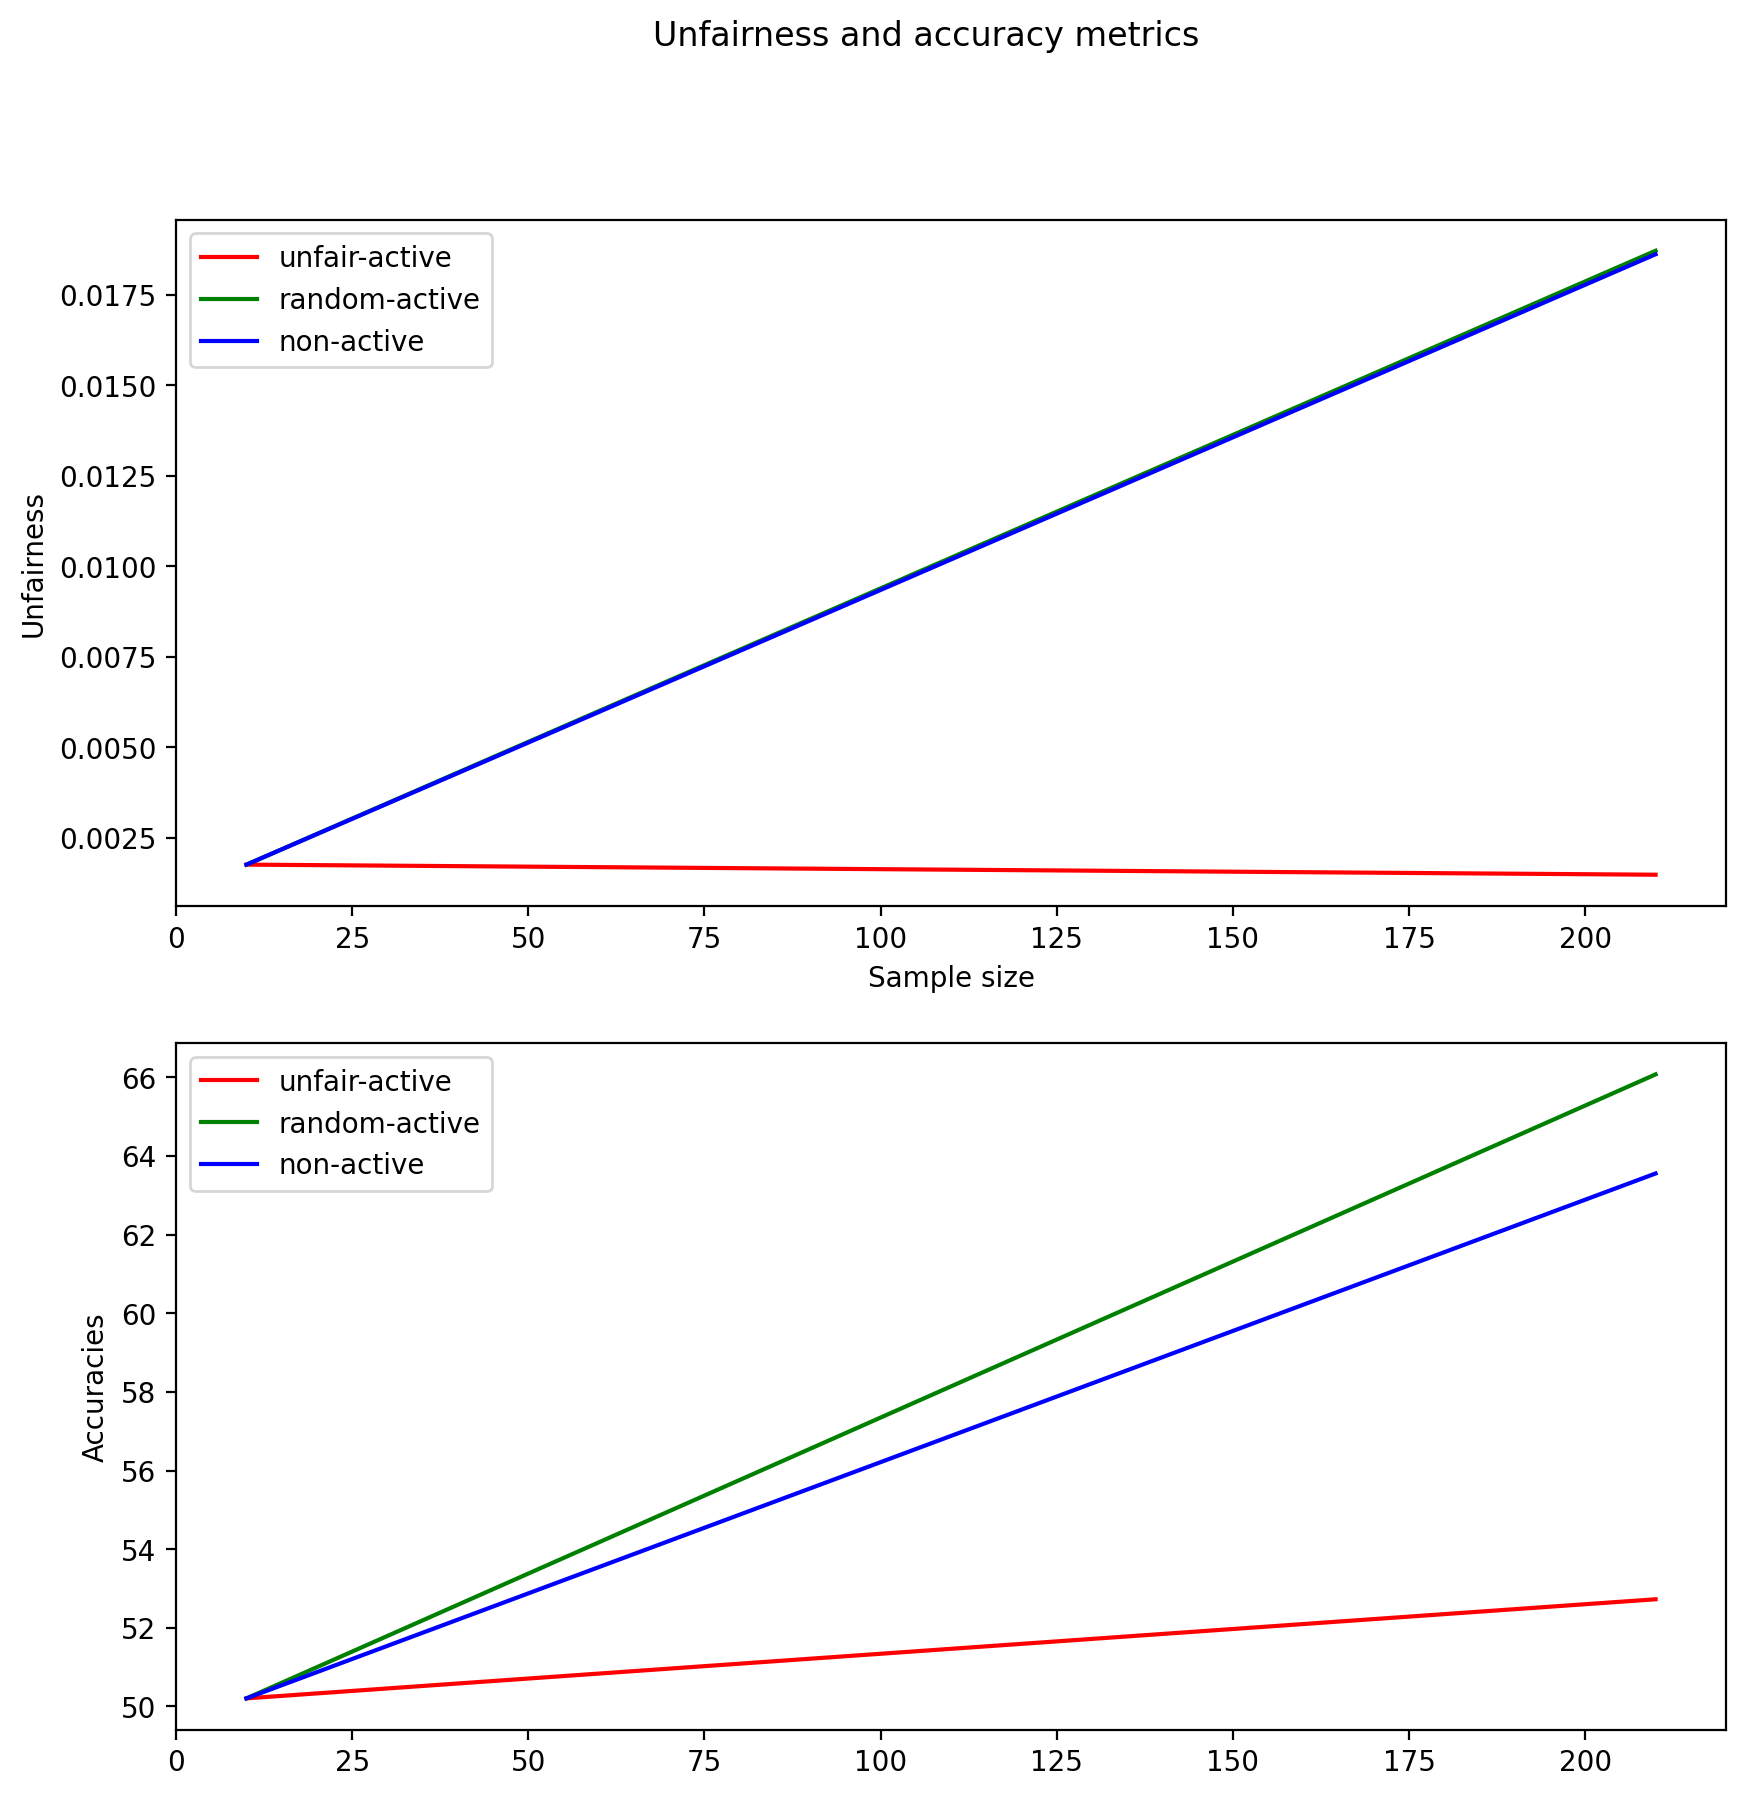 Unfairness and accuracy metrics
unfair-active
random-active
non-active
0.0175
0.0150
0.0125
0.0100
0.0075
0.0050
0.0025
Unfairness
0 25 50 75 100 125 150 175 200
Sample size
unfair-active
random-active
non-active
66
64
62
60
58
56
54
52
50
Accuracies
0 25 50 75 100 125 150 175 200